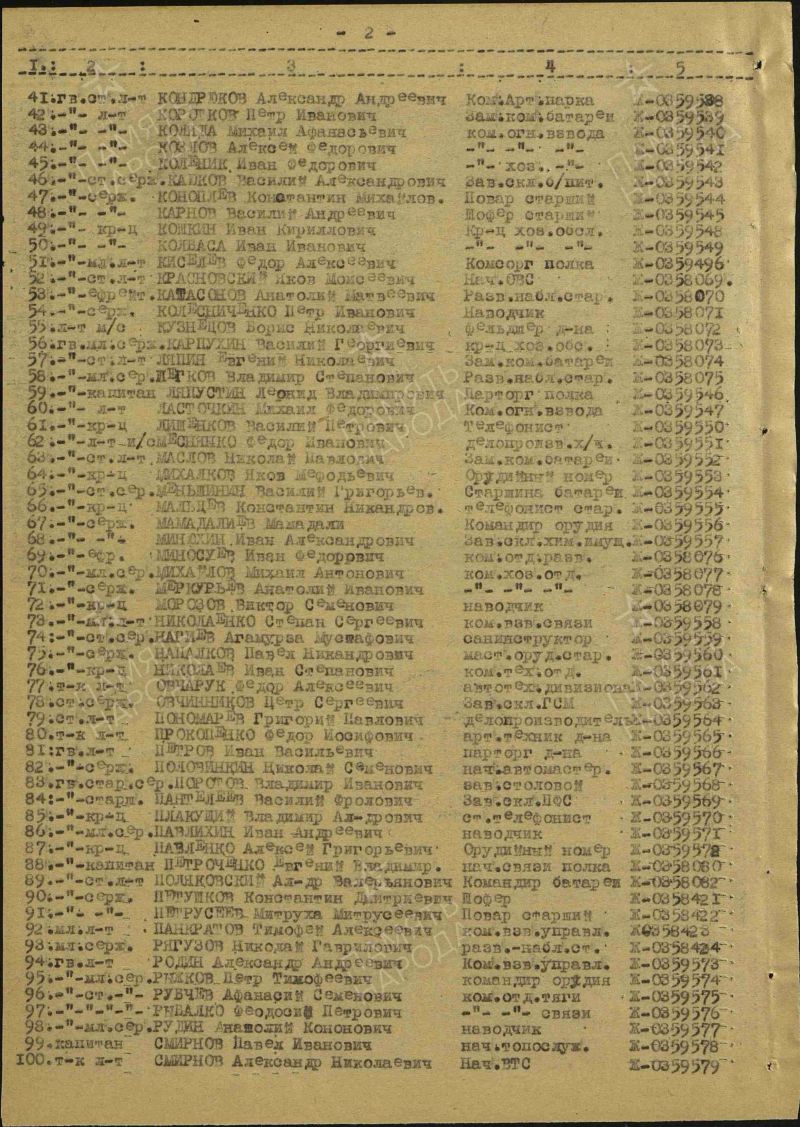 - 2 -
1.: 2 : 3 : 4 : 5
41:гв.ст.л-т КОНДРЮКОВ Александр Андреевич Ком.Арт.парка Ж-0359538
42:-"- л-т КОРОТКОВ Петр Иванович Зам.ком.батареи Ж-0359539
43:-"- -"- Михаил Афанасьевич ком.огн.взвода Ж-0359540
44:-"- -"- КОЗЛОВ Алексей Федорович -"- -"- -"- Ж-0359541
45:-"- -"- КОЛЕНИК Иван Федорович -"- хоз. -"- Ж-0359542
46:-"-ст.серж. Василий Александрович Зав.скл.б/пит. Ж-0359543
47:-"-серж. КОНОПЛЕВ Константин Михайлов. Повар старший Ж-0359544
48:-"- -"- КАРНОВ Василий Андреевич Шофер старший Ж-0359545
49:-"- кр-ц КОШКИН Иван Кириллович Кр-ц хоз.обсл. Ж-0359548
50:-"- -"- КОЛБАСА Иван Иванович -"- -"- -"- Ж-0359549
51:-"-мл.л-т КИСЕЛЕВ Федор Алексеевич Комсорг полка Ж-0359496
52:-"-ст.л-т КРАСНОВСКИЙ Яков Моисеевич Нач.ОВС Ж-0358069.
53:-"-ефрейт.КАТАСОНОВ Анатолий Матвеевич Разв.набл.стар. Ж-0358070
54.-"-серж. КОЛЕСНИЧЕНКО Петр Иванович Наводчик Ж-0358071
55.л-т м/с КУЗНЕЦОВ Борис Николаевич фельдшер д-на Ж-0358072
56.гв.мл.серж.КАРПУХИН Василий Георгиевич кр-ц хоз.обс. Ж-0358073
57:-"-ст.л-т ЛЯПИН Евгений Николаевич Зам.ком.батареи Ж-0358074
58.-"-мл.сер.ЛЕГКОВ Владимир Степанович Разв.набл.стар. Ж-0358075
59.-"-капитан ЛЯПУСТИН Леонид Владимирович Парторг полка Ж-0359546
60.-"- л-т ЛАСТОЧКИН Михаил Федорович Ком.огн.взвода Ж-0359547
61.-"-кр-ц ЛИШЕНКОВ Василий Петрович Телефонист Ж-0359550
62.-"-л-т и/с МЕСНЯНКО Федор Иванович делопроизв.х/ч. Ж-0359551
63.-"-ст.л-т.МАСЛОВ Николай Павлович Зам.ком.батареи Ж-0359552
64.-"-кр-ц МИХАЛКОВ Яков Мефодьевич Орудийный номер Ж-0359553
65.-"-ст.сер.МЕНЬШИНИН Василий Григорьев. Старшина батареи Ж-0359554
66.-"-кр-ц МАЛЬЦЕВ Константин Никандров. телефонист стар. Ж-0359555
67.-"-серж. МАМАДАЛИЕВ Мамадали Командир орудия Ж-0359556
68.-"- -"- Иван Александрович Зав.скл.хим.имущ. Ж-0359557
69.-"-ефр. МИНОСУЕВ Иван Федорович ком.отд.разв. Ж-0358076
70.-"-мл.сер.МИХАЙЛОВ Михаил Антонович ком.хоз.отд. Ж-0358077
71.-"-серж. МЕРКУРЬЕВ Анатолий Иванович -"- -"- -"- Ж-0358078
72.-"-кр-ц МОРОЗОВ Виктор Семенович наводчик Ж-0358079
73.-"-мл.л-т НИКОЛАЕНКО Степан Сергеевич ком.взв.связи Ж-0359558
74:-"-ст.сер.НАГИЕВ Агамурза Мустафович санинструктор Ж-0359559
75:-"-серж. НАПАЛКОВ Павел Никандрович маст.оруд.стар. Ж-0359560
76.-"-кр-ц НИКОЛАЕВ Иван Степанович ком.тех.отд. Ж-0359561
77.т-к л-т ОВЧАРУК Федор Алексеевич автотех.дивизиона Ж-0359562
78.ст.серж. ОВЧИННИКОВ Петр Сергеевич Зав.скл.ГСМ Ж-0359563
79.ст.л-т ПОНОМАРЕВ Григорий Павлович делопроизводитель Ж-0359564
80.т-к л-т ПРОКОПЕНКО Федор Иосифович арт.техник д-на Ж-0359565
81:гв.л-т ПЕТРОВ Иван Васильевич парторг д-на Ж-0359566
82.-"-серж. ПОЛОВИНКИН Николай Семенович нач.автомастер. Ж-0359567
83.гв.стар.сер.ПОРОТОВ Владимир Иванович зав.столовой Ж-0359568
84:-"-старш. ПАНТЕЛЕЕВ Василий Фролович Зав.скл.ПФС Ж-0359569
85.-"-кр-ц ПЛАКУЩИЙ Владимир Ал-дрович ст.телефонист Ж-0359570
86.-"-мл.сер.ПАВЛИХИН Иван Андреевич наводчик Ж-0359571
87.-"-кр-ц ПАВЛЕНКО Алексей Григорьевич Орудийный номер Ж-0359572
88.-"-капитан ПЕТРОЧЕНКО Евгений Владимир. нач.связи полка Ж-0358080
89.-"-ст.л-т ПОЛЯКОВСКИЙ Ал-др Валерьянович Командир батареи Ж-0358082
90.-"-серж. ПЕТУШКОВ Константин Дмитриевич Шофер Ж-0358421
91.-"- -"- ПЕТРУСЕЕВ Митруха Митрусеевич Повар старший Ж-0358422
92.мл.л-т ПАНКРАТОВ Тимофей Алексеевич ком.взв.управл. Ж0358423
93.мл.серж. РЯГУЗОВ Николай Гаврилович разв.-набл.ст. Ж-0358424
94.гв.л-т РОДИН Александр Андреевич Ком.взв.управл. Ж-0359573
95.-"-мл.сер.РЫЖКОВ Петр Тимофеевич командир орудия Ж-0359574
96.-"-ст.-"- РУБЧЕВ Афанасий Семенович ком.отд.тяги Ж-0359575
97.-"-"-"-"- РЫБАЛКО Феодосий Петрович -"- -"- связи Ж-0359576
98.-"-мл.сер.РУДИН Анатолий Кононович наводчик Ж-0359577
99.капитан СМИРНОВ Павел Иванович нач.топослуж. Ж-0359578
100.т-к л-т СМИРНОВ Александр Николаевич Нач.ВТС Ж-0359579